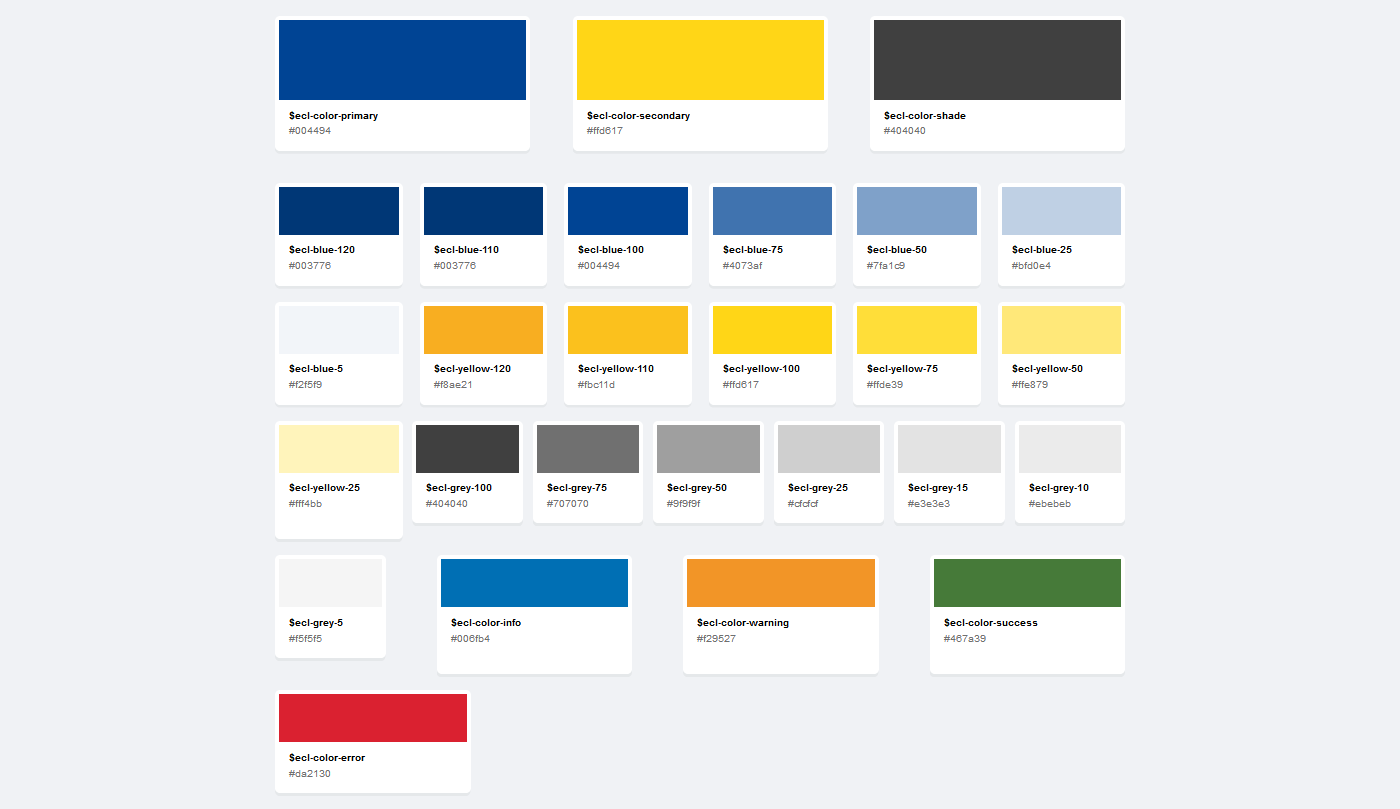 $ecl-color-primary
#004494
$ecl-color-secondary
#ffd617
$ecl-color-shade
#404040
$ecl-blue-120
#003776
$ecl-blue-110
#003776
$ecl-blue-100
#004494
$ecl-blue-75
#4073af
$ecl-blue-50
#7fa1c9
$ecl-blue-25
#bfd0e4
$ecl-blue-5
#f2f5f9
$ecl-yellow-120
#f8ae21
$ecl-yellow-110
#fbc11d
$ecl-yellow-100
#ffd617
$ecl-yellow-75
#ffde39
$ecl-yellow-50
#ffe879
$ecl-yellow-25
#fff4bb
$ecl-grey-100
#404040
$ecl-grey-75
#707070
$ecl-grey-50
#9f9f9f
$ecl-grey-25
#cfcfcf
$ecl-grey-15
#e3e3e3
$ecl-grey-10
#ebebeb
$ecl-grey-5
#f5f5f5
$ecl-color-info
#006fb4
$ecl-color-warning
#f29527
$ecl-color-success
#467a39
$ecl-color-error
#da2130